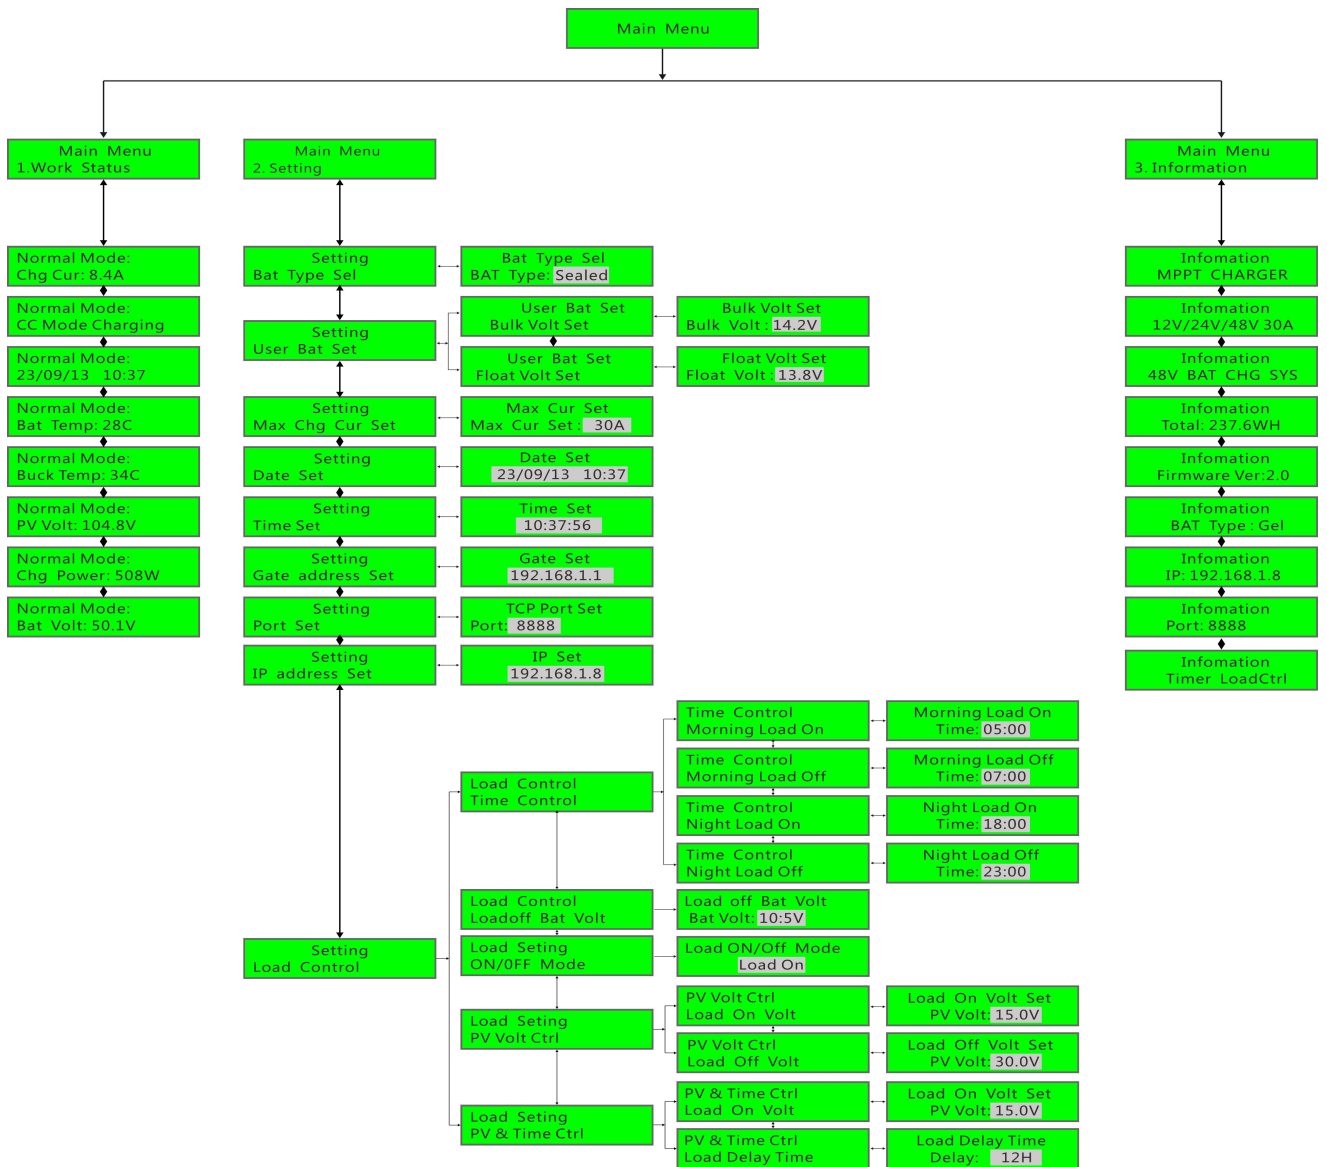 Main Menu
Main Menu
1.Work Status
Main Menu
2. Setting
Main Menu
3. Information
Normal Mode:
Chg Cur: 8.4A
Normal Mode:
CC Mode Charging
Normal Mode:
23/09/13 10:37
Normal Mode:
Bat Temp: 28C
Normal Mode:
Buck Temp: 34C
Normal Mode:
PV Volt: 104.8V
Normal Mode:
Chg Power: 508W
Normal Mode:
Bat Volt: 50.1V
Setting
Bat Type Sel
Bat Type Sel
BAT Type: Sealed
Setting
User Bat Set
User Bat Set
Bulk Volt Set
Bulk Volt Set
Bulk Volt : 14.2V
User Bat Set
Float Volt Set
Float Volt Set
Float Volt : 13.8V
Setting
Max Chg Cur Set
Max Cur Set
Max Cur Set : 30A
Setting
Date Set
Date Set
23/09/13 10:37
Setting
Time Set
Time Set
10:37:56
Setting
Gate address Set
Gate Set
192.168.1.1
Setting
Port Set
TCP Port Set
Port: 8888
Setting
IP address Set
IP Set
192.168.1.8
Setting
Load Control
Load Control
Time Control
Time Control
Morning Load On
Morning Load On
Time: 05:00
Time Control
Morning Load Off
Morning Load Off
Time: 07:00
Time Control
Night Load On
Night Load On
Time: 18:00
Time Control
Night Load Off
Night Load Off
Time: 23:00
Load Control
Loadoff Bat Volt
Load off Bat Volt
Bat Volt: 10:5V
Load Seting
ON/0FF Mode
Load ON/Off Mode
Load On
Load Seting
PV Volt Ctrl
PV Volt Ctrl
Load On Volt
Load On Volt Set
PV Volt: 15.0V
PV Volt Ctrl
Load Off Volt
Load Off Volt Set
PV Volt: 30.0V
Load Seting
PV & Time Ctrl
PV & Time Ctrl
Load On Volt
Load On Volt Set
PV Volt: 15.0V
PV & Time Ctrl
Load Delay Time
Load Delay Time
Delay: 12H
Infomation
MPPT CHARGER
Infomation
12V/24V/48V 30A
Infomation
48V BAT CHG SYS
Infomation
Total: 237.6WH
Infomation
Firmware Ver:2.0
Infomation
BAT Type : Gel
Infomation
IP: 192.168.1.8
Infomation
Port: 8888
Infomation
Timer LoadCtrl